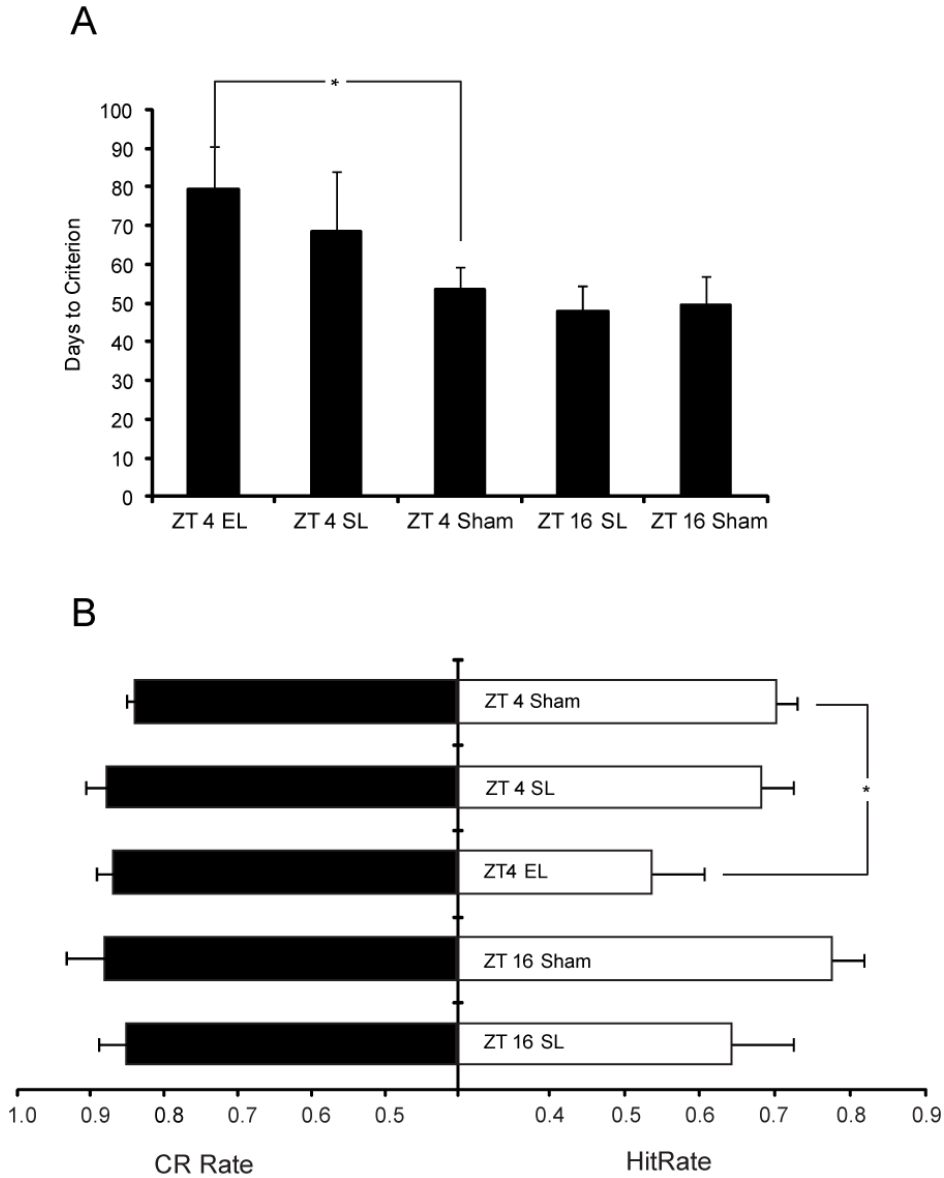 A
*
100
90
80
70
60
50
40
30
20
10
0
Days to Criterion
ZT 4 EL ZT 4 SL ZT 4 Sham ZT 16 SL ZT 16 Sham
B
ZT 4 Sham
ZT 4 SL
*
ZT4 EL
ZT 16 Sham
ZT 16 SL
1.0 0.9 0.8 0.7 0.6 0.5 0.4 0.5 0.6 0.7 0.8 0.9
CR Rate HitRate